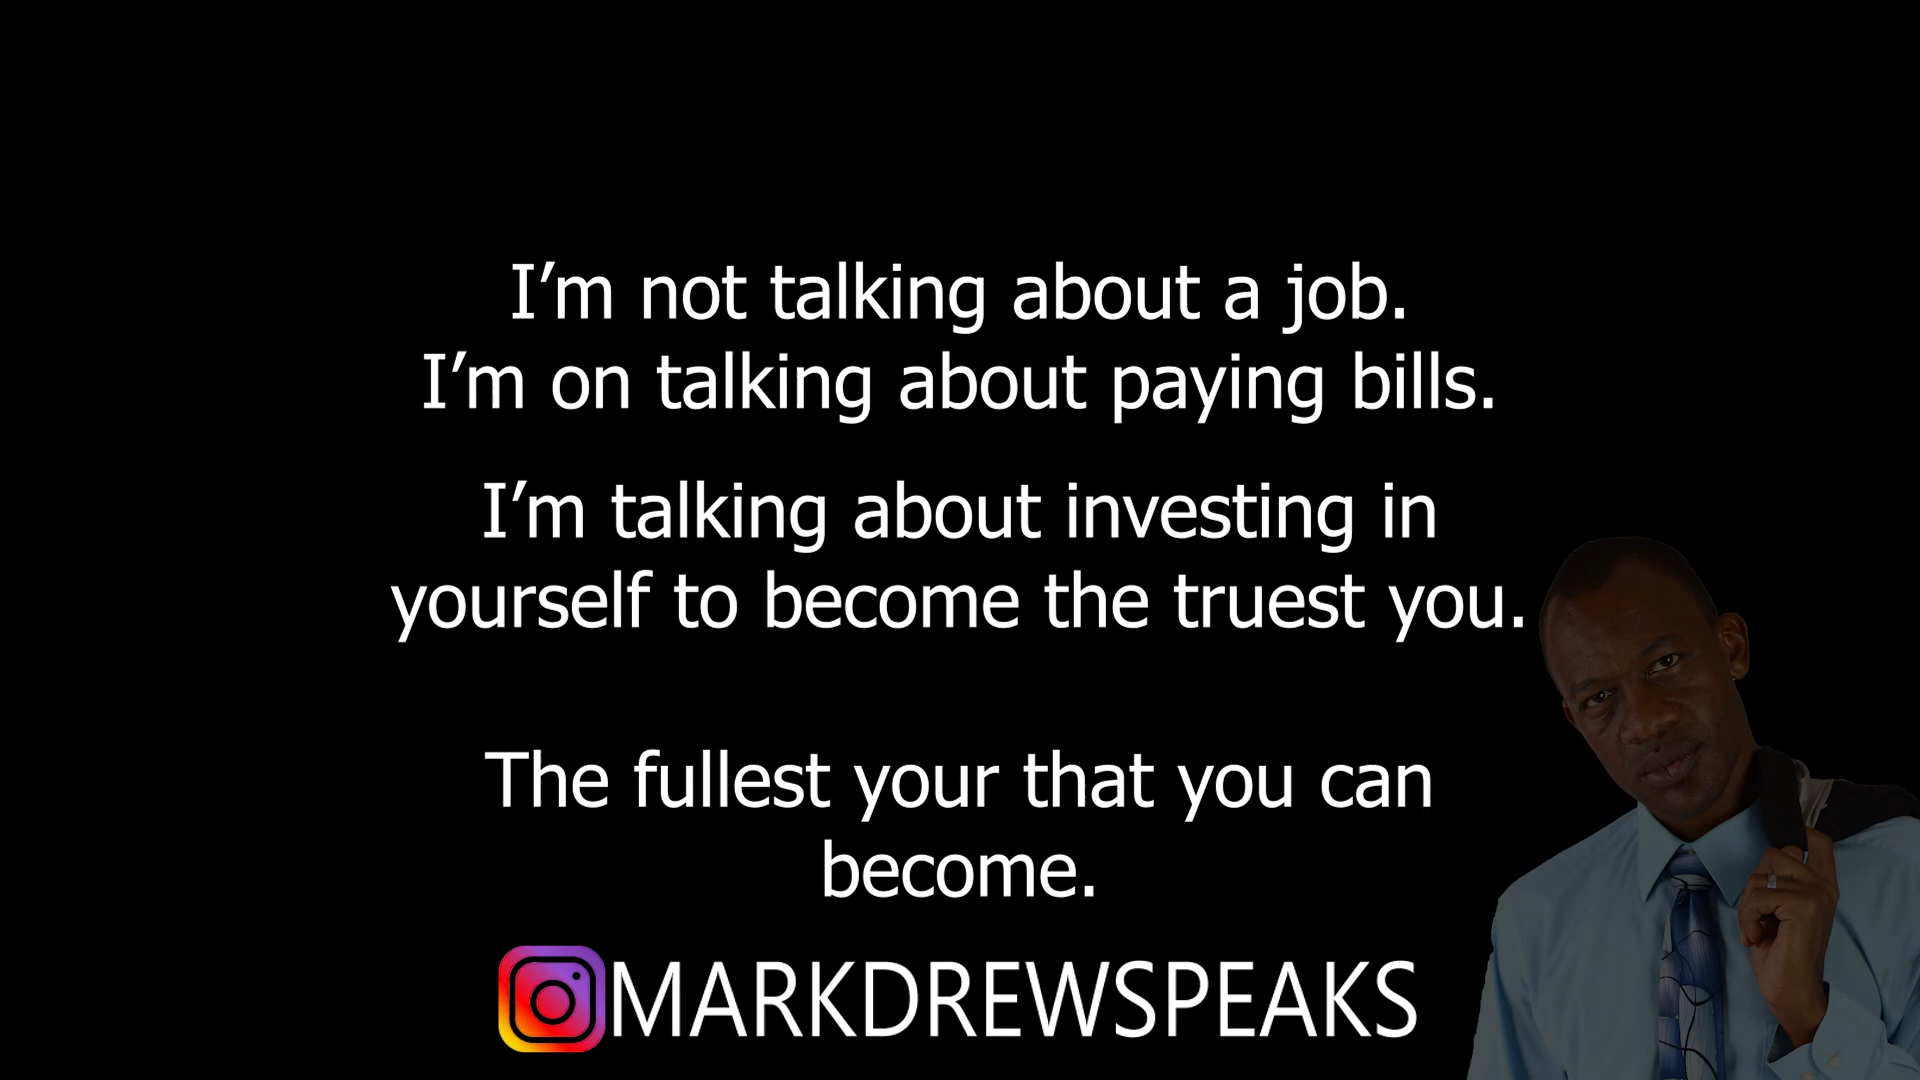 I’m not talking about a job.
I’m on talking about paying bills.
I’m talking about investing in
yourself to become the truest you.
The fullest your that you can
become.
MARKDREWSPEAKS